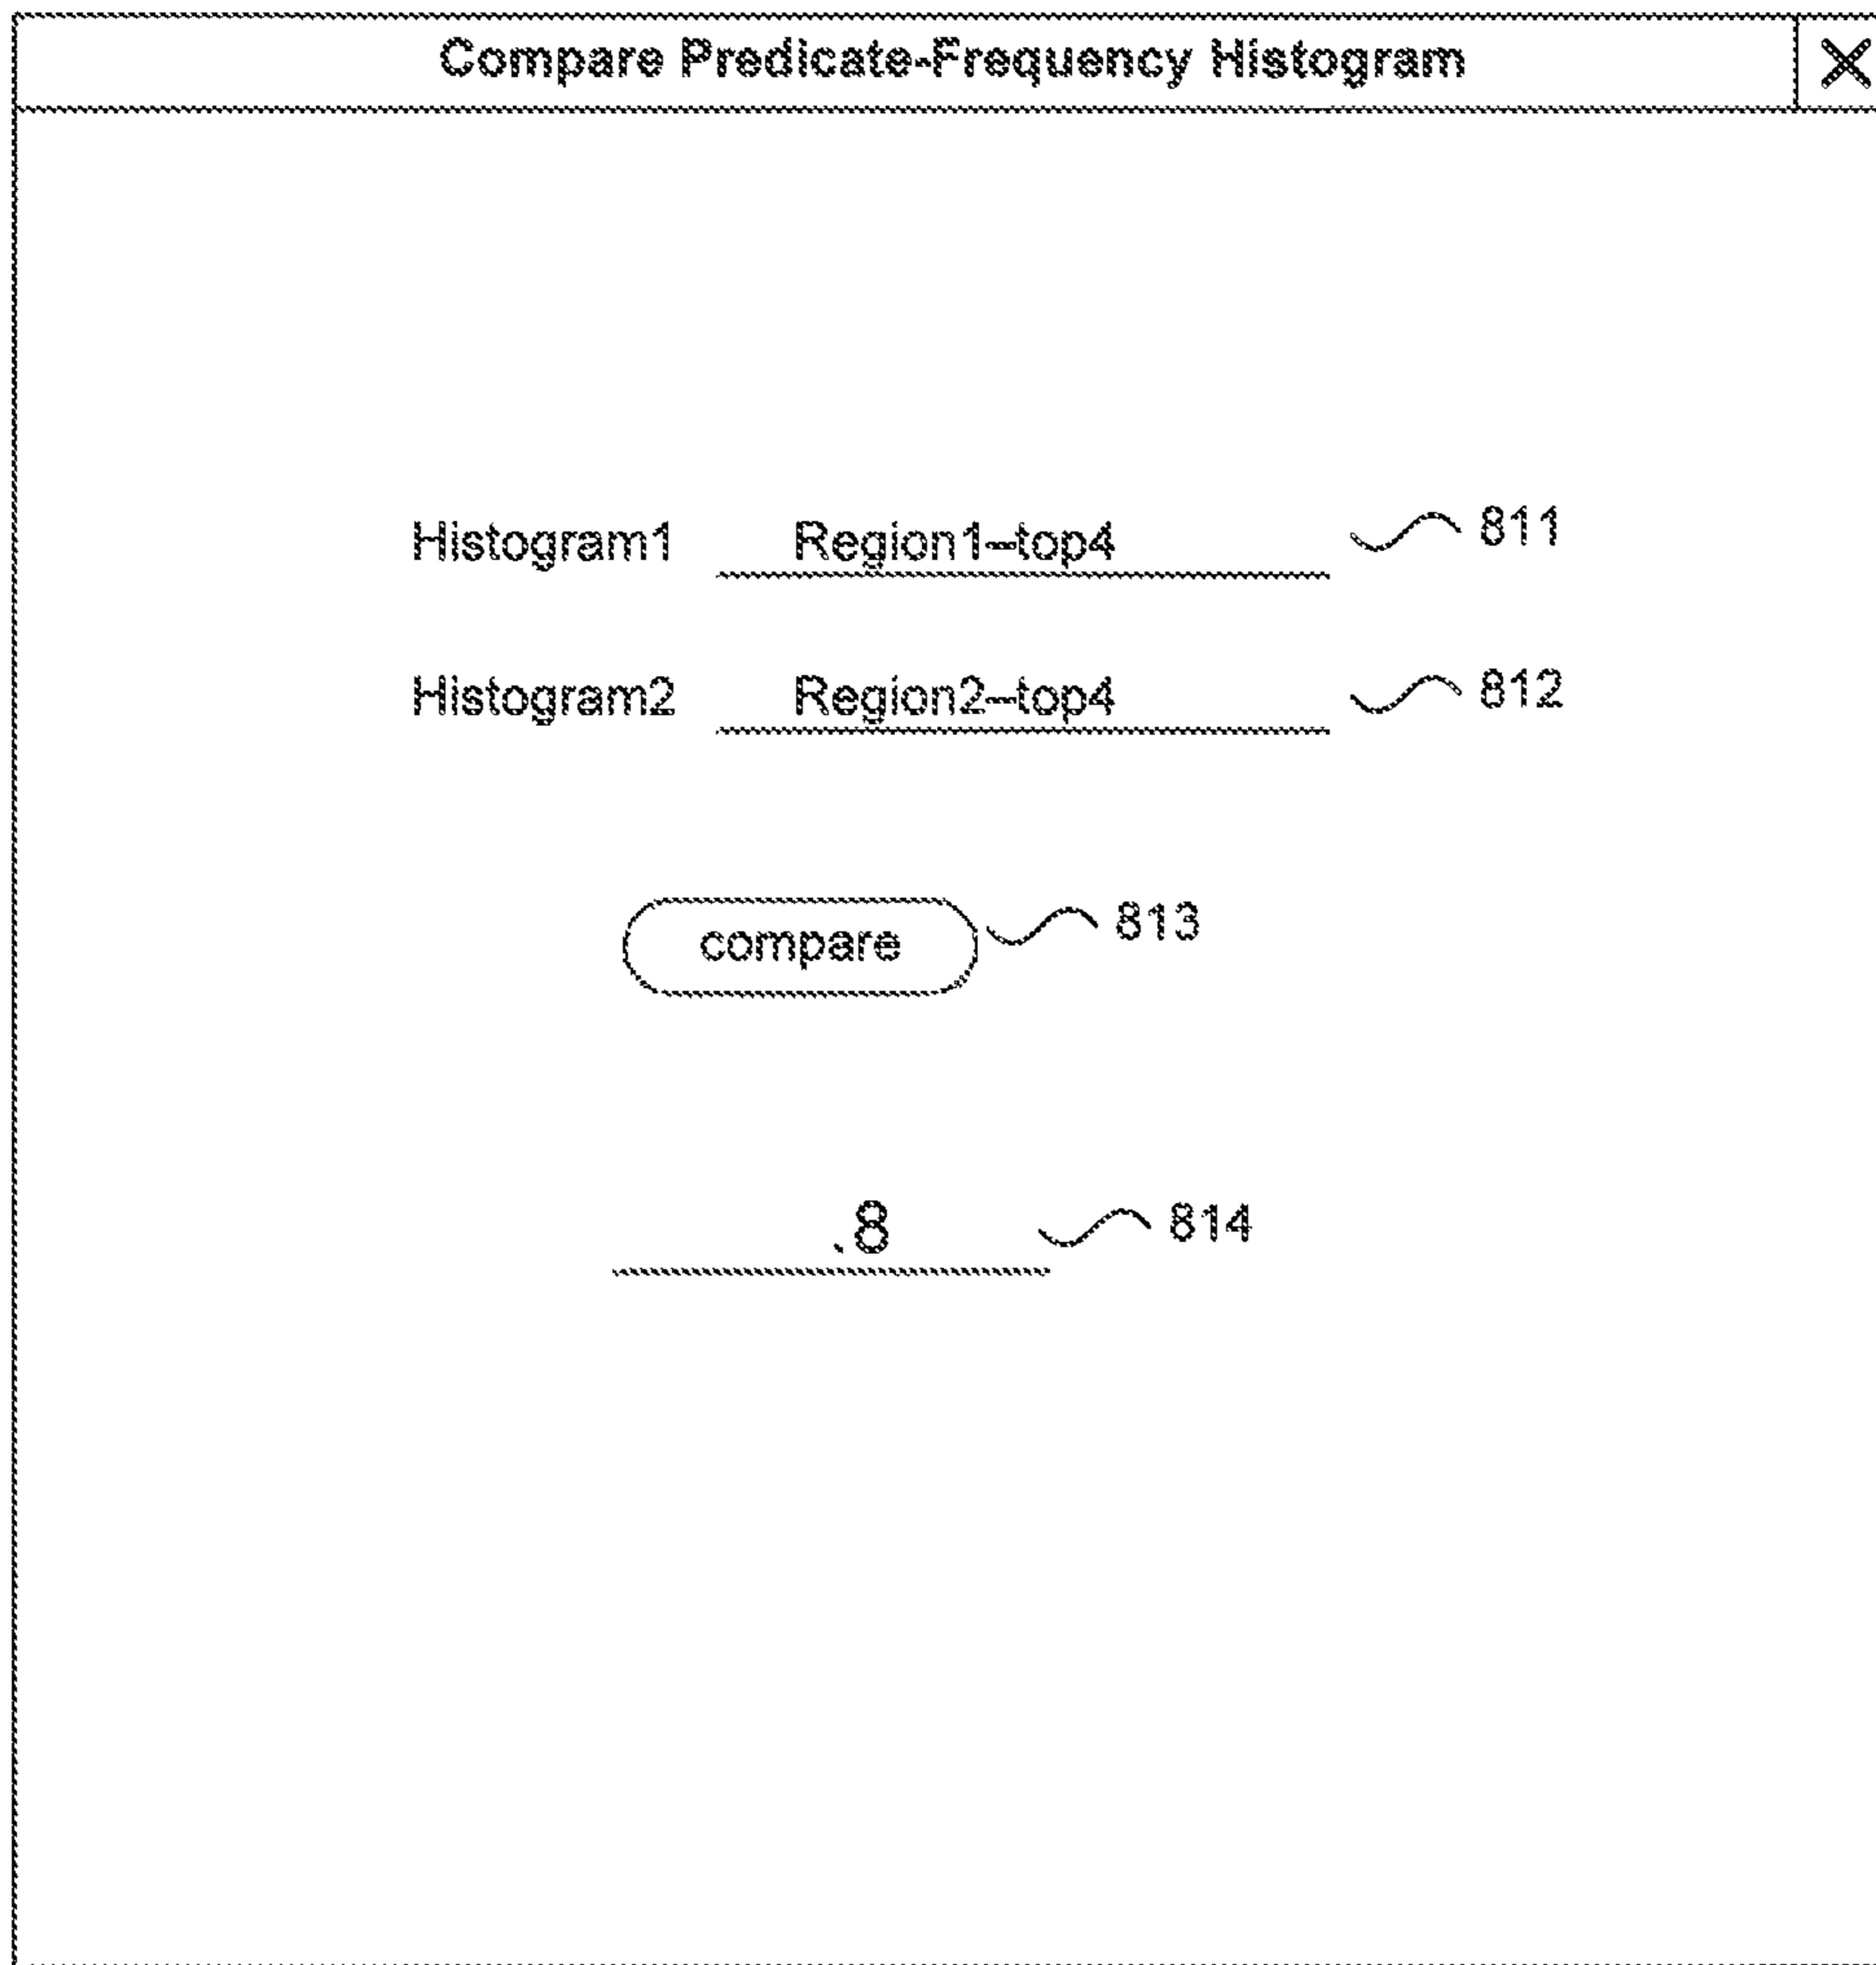 Compare Predicate-Frequency Histogram X
Histogram1 Region1–top4 811
Histogram2 Region2–top4 812
compare 813
.8 814